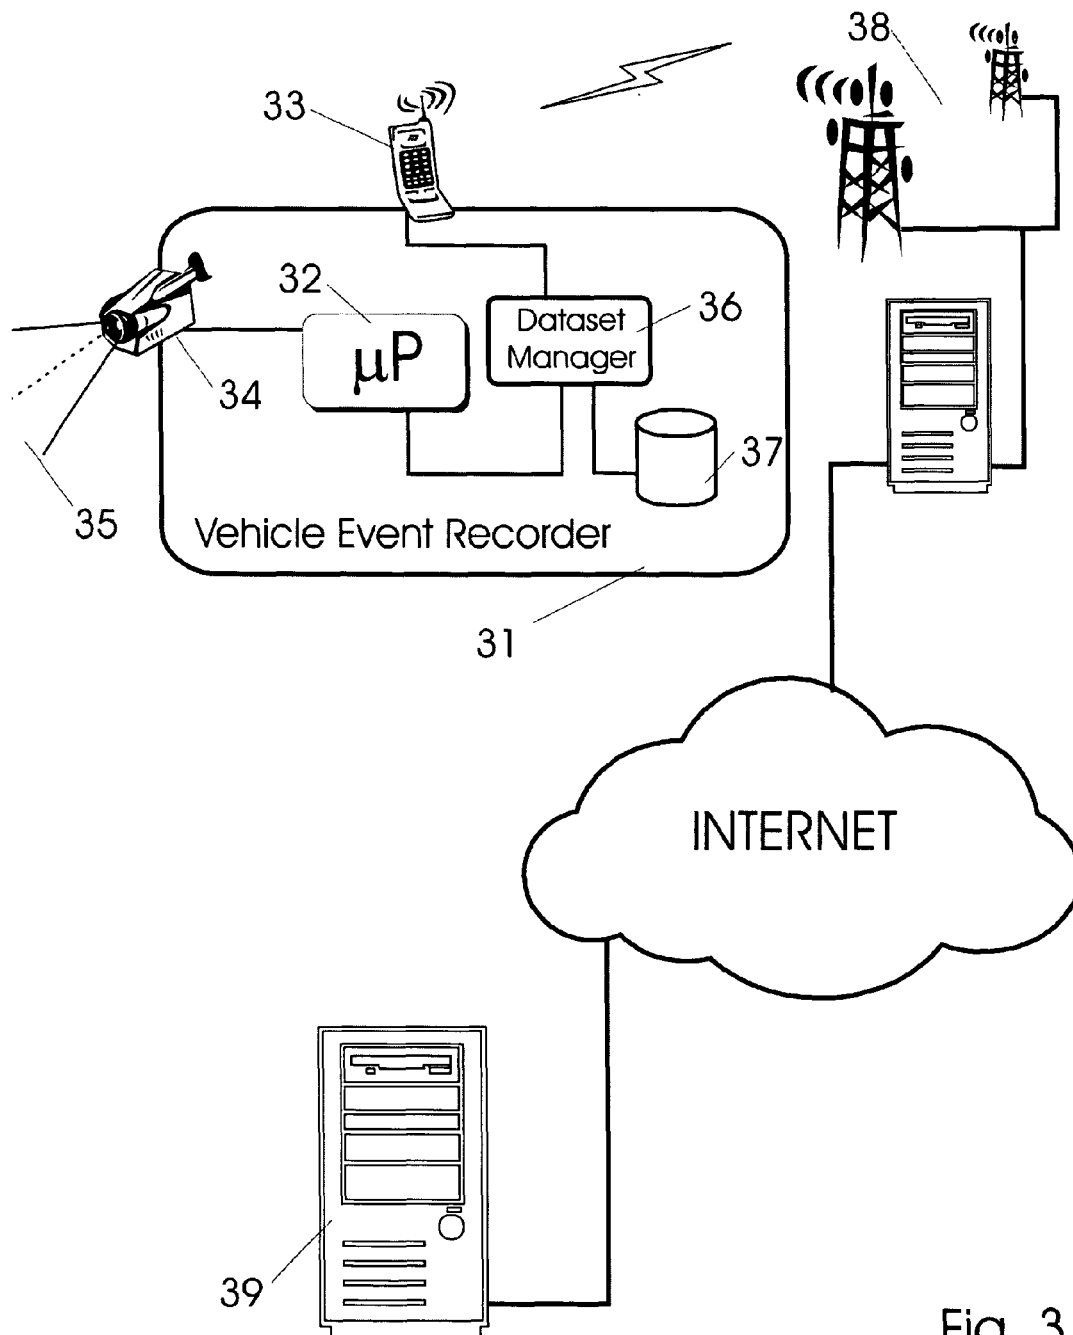 38
33
32
36
Dataset
Manager
μP
34
37
35
Vehicle Event Recorder
31
INTERNET
39
Fig. 3